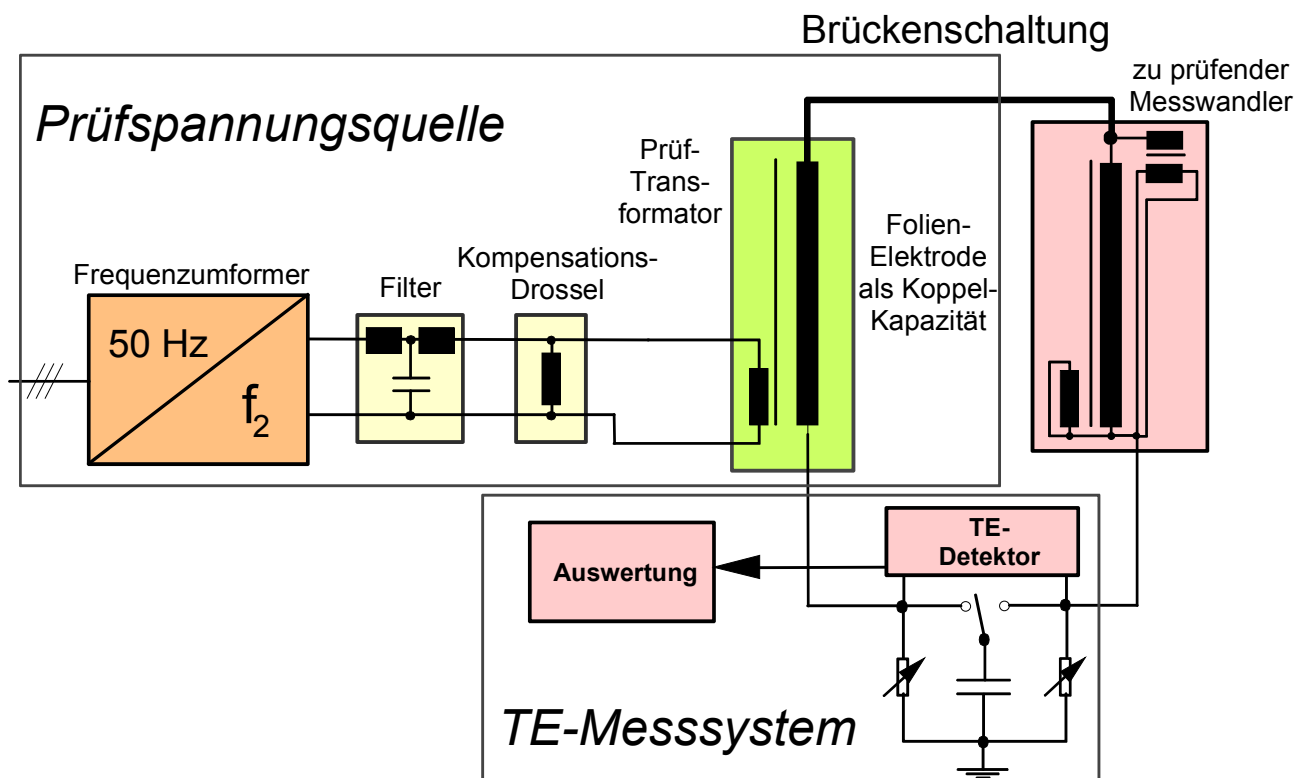 Brückenschaltung
Prüfspannungsquelle
zu prüfender
Messwandler
Prüf-
Trans-
formator
Folien-
Elektrode
als Koppel-
Kapazität
Frequenzumformer
Filter
Kompensations-
Drossel
50 Hz
f₂
TE-
Detektor
Auswertung
TE-Messsystem